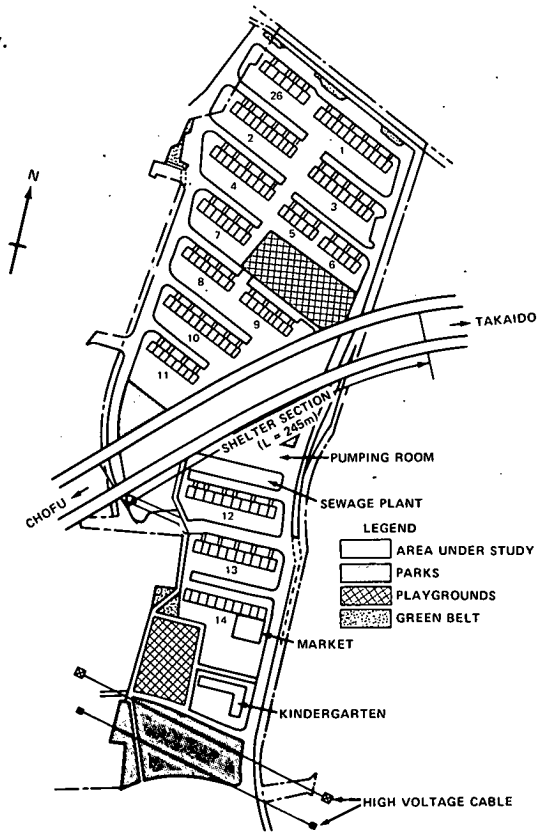 N
26
1
2
3
4
5
6
7
8
9
10
11
TAKAIDO
SHELTER SECTION
(L = 245m)
PUMPING ROOM
CHOFU
SEWAGE PLANT
12
LEGEND
AREA UNDER STUDY
PARKS
PLAYGROUNDS
GREEN BELT
13
14
MARKET
KINDERGARTEN
HIGH VOLTAGE CABLE